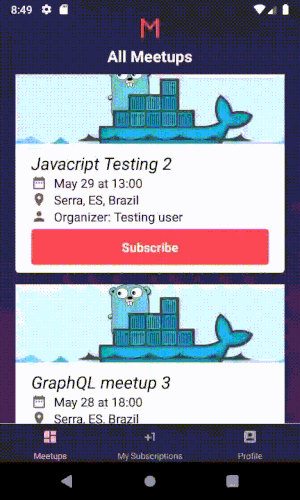 8:49
M
All Meetups
Javacript Testing 2
May 29 at 13:00
Serra, ES, Brazil
Organizer: Testing user
Subscribe
GraphQL meetup 3
May 28 at 18:00
Serra, ES, Brazil
+1
Meetups
My Subscriptions
Profile